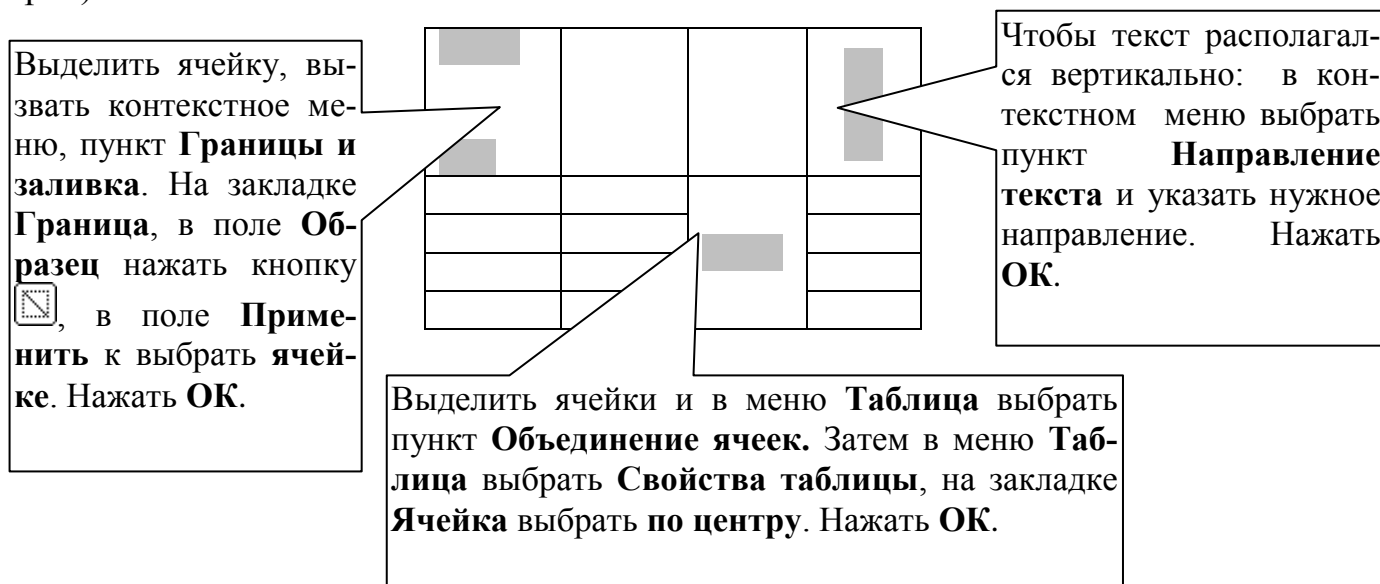 Выделить ячейку, вы-
звать контекстное ме-
ню, пункт Границы и
заливка. На закладке
Граница, в поле Об-
разец нажать кнопку
, в поле Приме-
нить к выбрать ячей-
ке. Нажать ОК.
Чтобы текст располагал-
ся вертикально: в кон-
текстном меню выбрать
пункт Направление
текста и указать нужное
направление. Нажать
ОК.
Выделить ячейки и в меню Таблица выбрать
пункт Объединение ячеек. Затем в меню Таб-
лица выбрать Свойства таблицы, на закладке
Ячейка выбрать по центру. Нажать ОК.